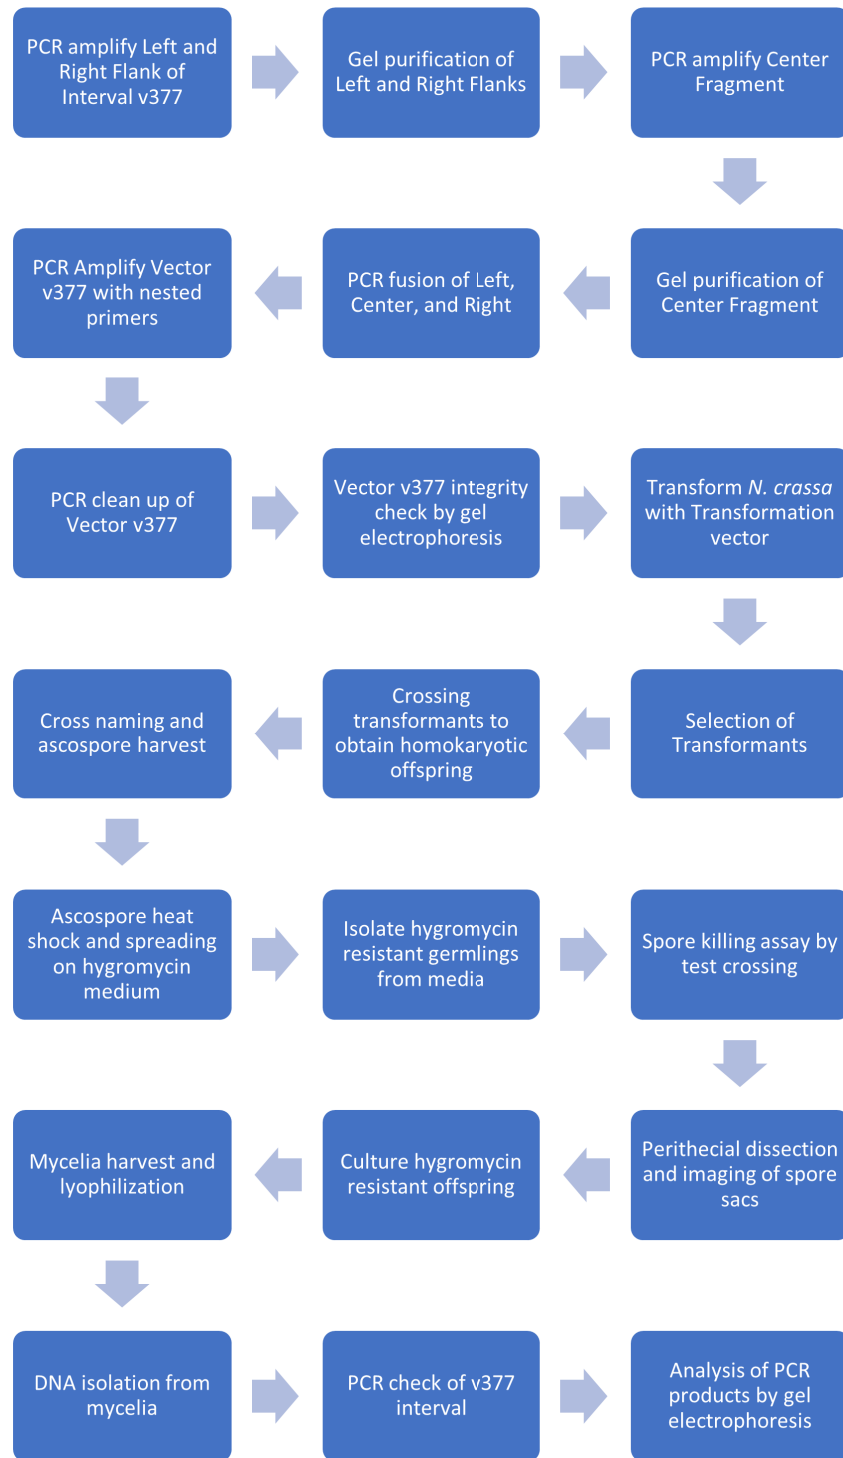 PCR amplify Left and
Right Flank of
Interval v377
Gel purification of
Left and Right Flanks
PCR amplify Center
Fragment
Gel purification of
Center Fragment
PCR fusion of Left,
Center, and Right
PCR Amplify Vector
v377 with nested
primers
PCR clean up of
Vector v377
Vector v377 integrity
check by gel
electrophoresis
Transform N. crassa
with Transformation
vector
Selection of
Transformants
Crossing
transformants to
obtain homokaryotic
offspring
Cross naming and
ascospore harvest
Ascospore heat
shock and spreading
on hygromycin
medium
Isolate hygromycin
resistant germlings
from media
Spore killing assay by
test crossing
Perithecial dissection
and imaging of spore
sacs
Culture hygromycin
resistant offspring
Mycelia harvest and
lyophilization
DNA isolation from
mycelia
PCR check of v377
interval
Analysis of PCR
products by gel
electrophoresis